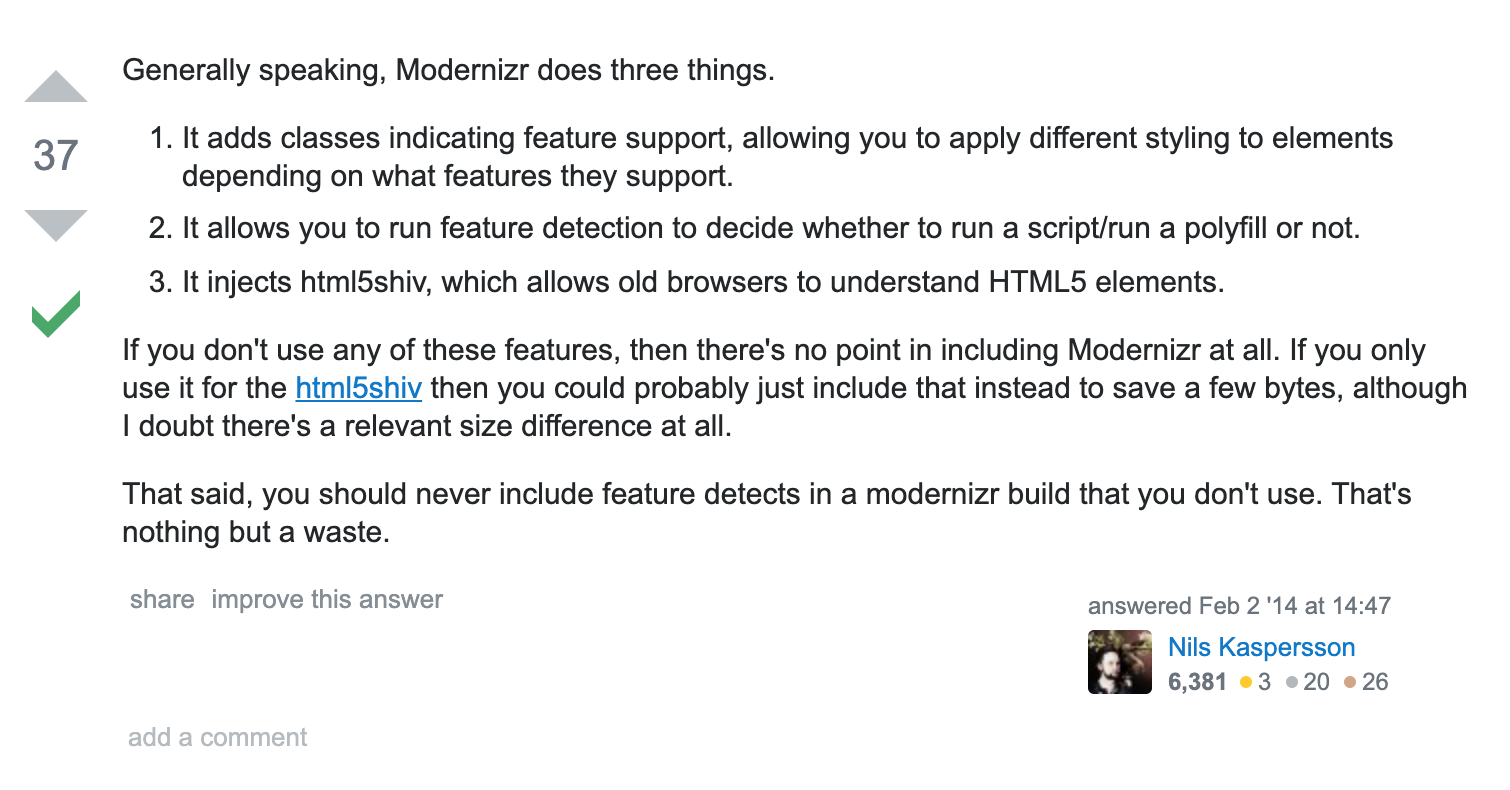 Generally speaking, Modernizr does three things.
37
1. It adds classes indicating feature support, allowing you to apply different styling to elements
depending on what features they support.
2. It allows you to run feature detection to decide whether to run a script/run a polyfill or not.
3. It injects html5shiv, which allows old browsers to understand HTML5 elements.
If you don't use any of these features, then there's no point in including Modernizr at all. If you only
use it for the html5shiv then you could probably just include that instead to save a few bytes, although
I doubt there's a relevant size difference at all.
That said, you should never include feature detects in a modernizr build that you don't use. That's
nothing but a waste.
share improve this answer
answered Feb 2 '14 at 14:47
Nils Kaspersson
6,381 ● 3 ● 20 ● 26
add a comment